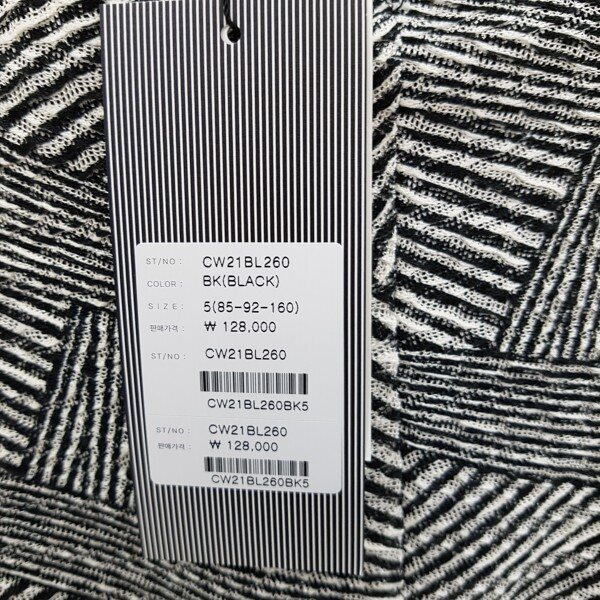 ST/NO : CW21BL260
COLOR : BK(BLACK)
SIZE : 5(85-92-160)
판매가격 : ₩ 128,000
ST/NO : CW21BL260
CW21BL260BK5
ST/NO : CW21BL260
판매가격 : ₩ 128,000
CW21BL260BK5